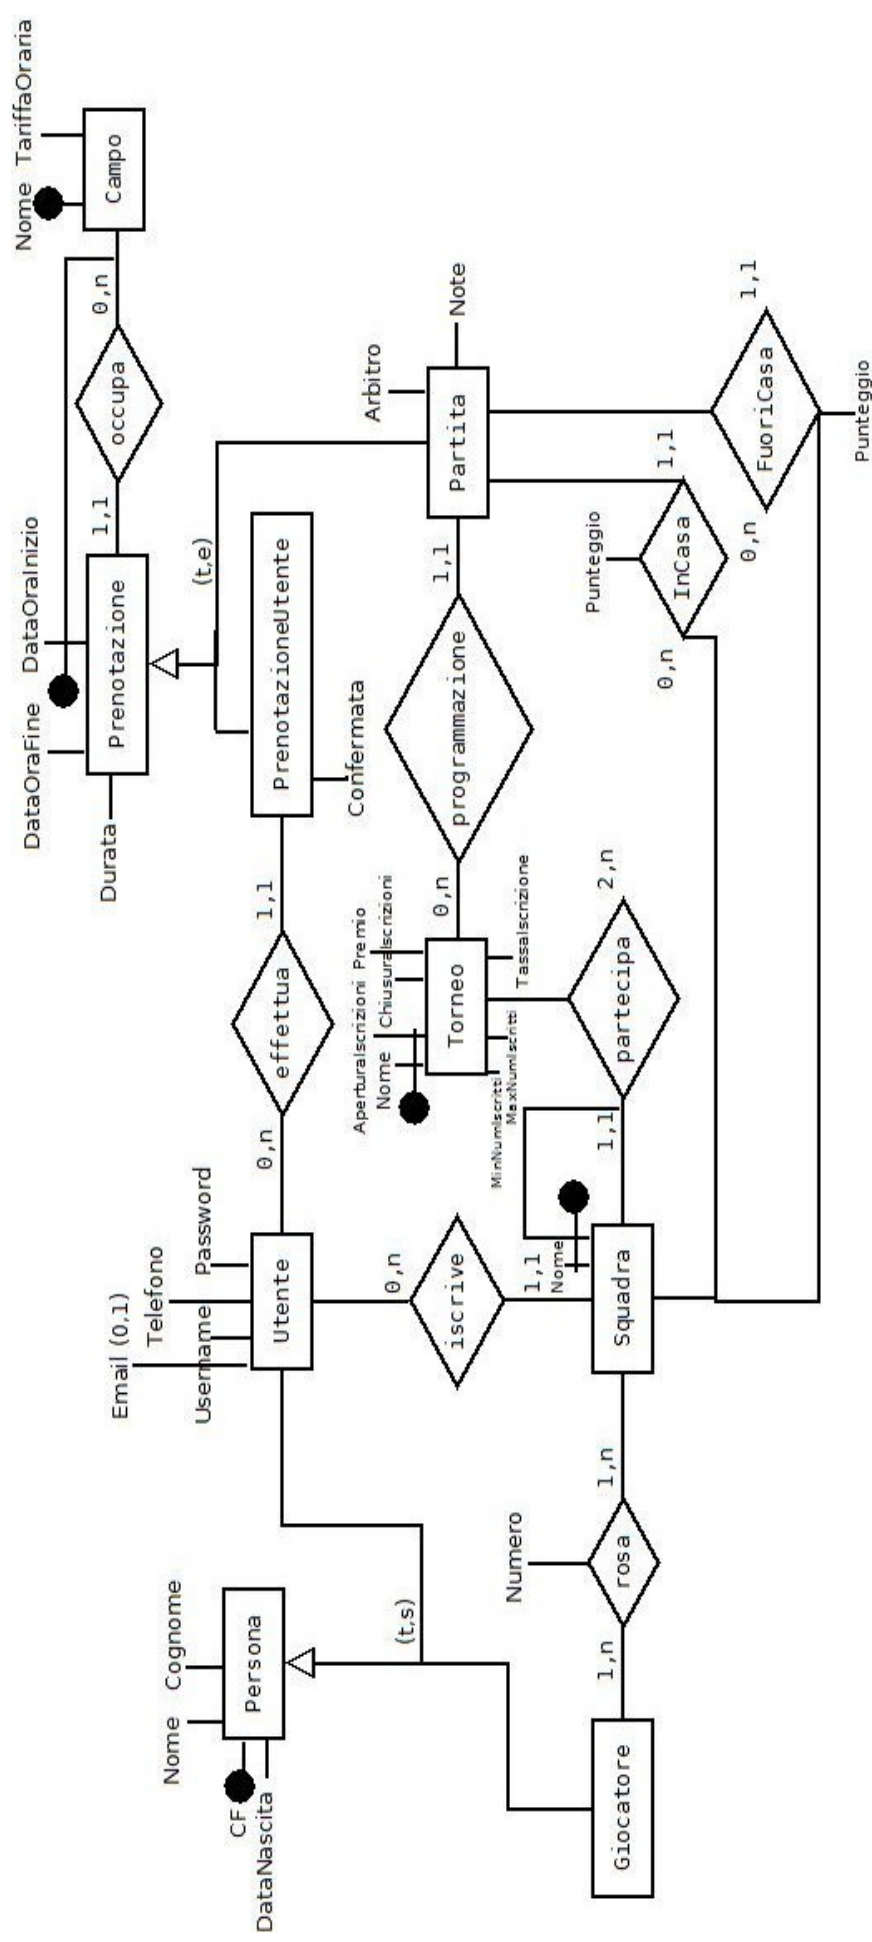 Nome
Cognome
CF
DataNascita
Persona
(t,s)
Giocatore
1,n
rosa
Numero
1,n
Squadra
Nome
1,1
iscrive
0,n
Email (0,1)
Telefono
Username
Password
Utente
0,n
effettua
1,1
PrenotazioneUtente
Confermata
(t,e)
Durata
DataOraFine
DataOraInizio
Prenotazione
1,1
occupa
0,n
Nome
TariffaOraria
Campo
AperturaIscrizioni
Premio
Nome
ChiusuraIscrizioni
Torneo
MinNumIscritti
MaxNumIscritti
TassaIscrizione
1,1
partecipa
2,n
0,n
programmazione
1,1
Arbitro
Partita
Note
Punteggio
0,n
InCasa
1,1
0,n
FuoriCasa
1,1
Punteggio